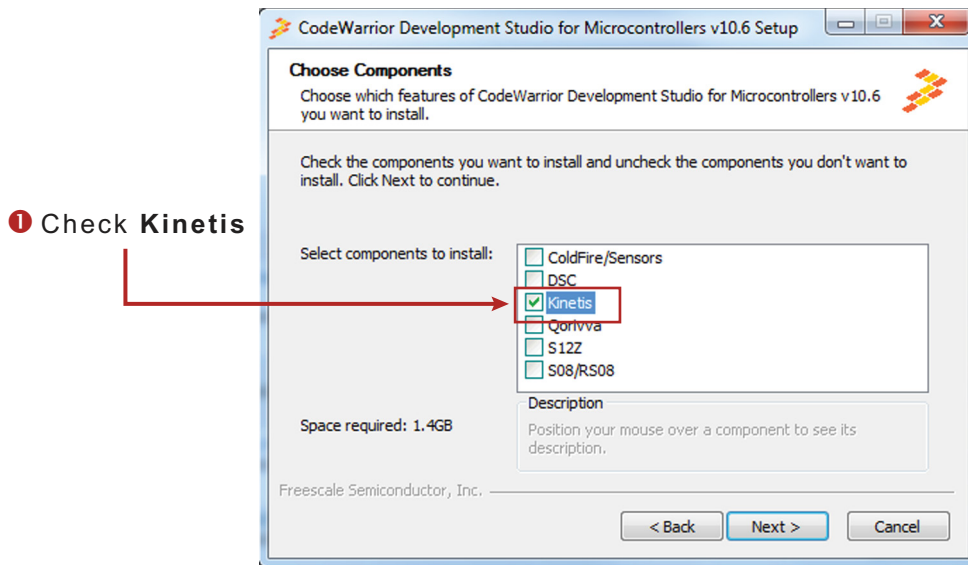 CodeWarrior Development Studio for Microcontrollers v10.6 Setup
Choose Components
Choose which features of CodeWarrior Development Studio for Microcontrollers v10.6
you want to install.
Check the components you want to install and uncheck the components you don't want to
install. Click Next to continue.
❶ Check Kinetis
Select components to install:
ColdFire/Sensors
DSC
Kinetis
Qorivva
S12Z
S08/RS08
Space required: 1.4GB
Description
Position your mouse over a component to see its
description.
Freescale Semiconductor, Inc.
< Back
Next >
Cancel